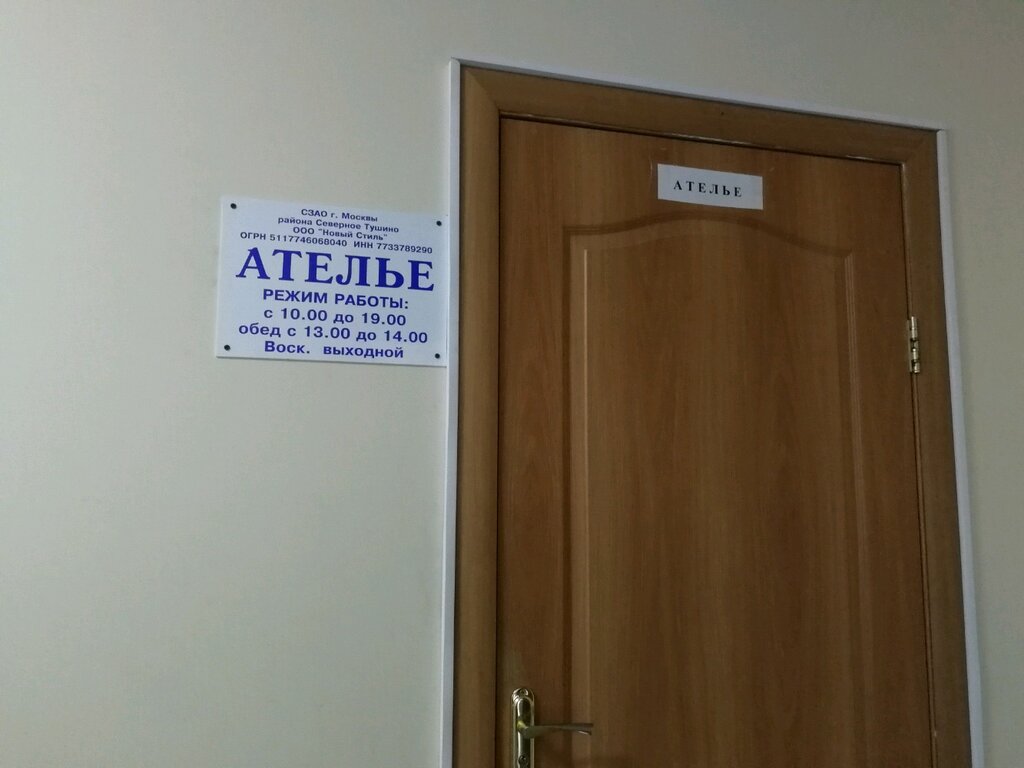 СЗАО г. Москвы
района Северное Тушино
ООО "Новый Стиль"
ОГРН 5117746068040 ИНН 7733789290
АТЕЛЬЕ
РЕЖИМ РАБОТЫ:
с 10.00 до 19.00
обед с 13.00 до 14.00
Воск. выходной
АТЕЛЬЕ